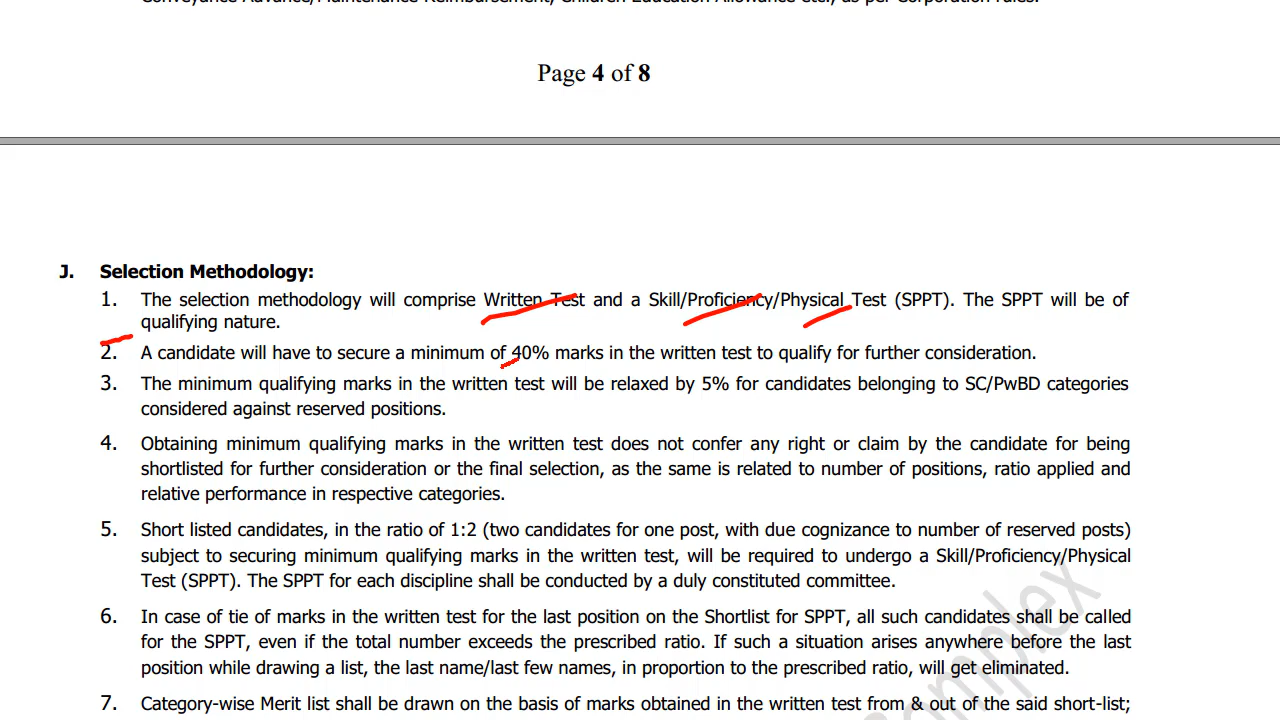 Conveyance Advance/Maintenance Reimbursement, Children Education Allowance etc., as per Corporation rules.
Page 4 of 8
J. Selection Methodology:
1. The selection methodology will comprise Written Test and a Skill/Proficiency/Physical Test (SPPT). The SPPT will be of
qualifying nature.
2. A candidate will have to secure a minimum of 40% marks in the written test to qualify for further consideration.
3. The minimum qualifying marks in the written test will be relaxed by 5% for candidates belonging to SC/PwBD categories
considered against reserved positions.
4. Obtaining minimum qualifying marks in the written test does not confer any right or claim by the candidate for being
shortlisted for further consideration or the final selection, as the same is related to number of positions, ratio applied and
relative performance in respective categories.
5. Short listed candidates, in the ratio of 1:2 (two candidates for one post, with due cognizance to number of reserved posts)
subject to securing minimum qualifying marks in the written test, will be required to undergo a Skill/Proficiency/Physical
Test (SPPT). The SPPT for each discipline shall be conducted by a duly constituted committee.
6. In case of tie of marks in the written test for the last position on the Shortlist for SPPT, all such candidates shall be called
for the SPPT, even if the total number exceeds the prescribed ratio. If such a situation arises anywhere before the last
position while drawing a list, the last name/last few names, in proportion to the prescribed ratio, will get eliminated.
7. Category-wise Merit list shall be drawn on the basis of marks obtained in the written test from & out of the said short-list;